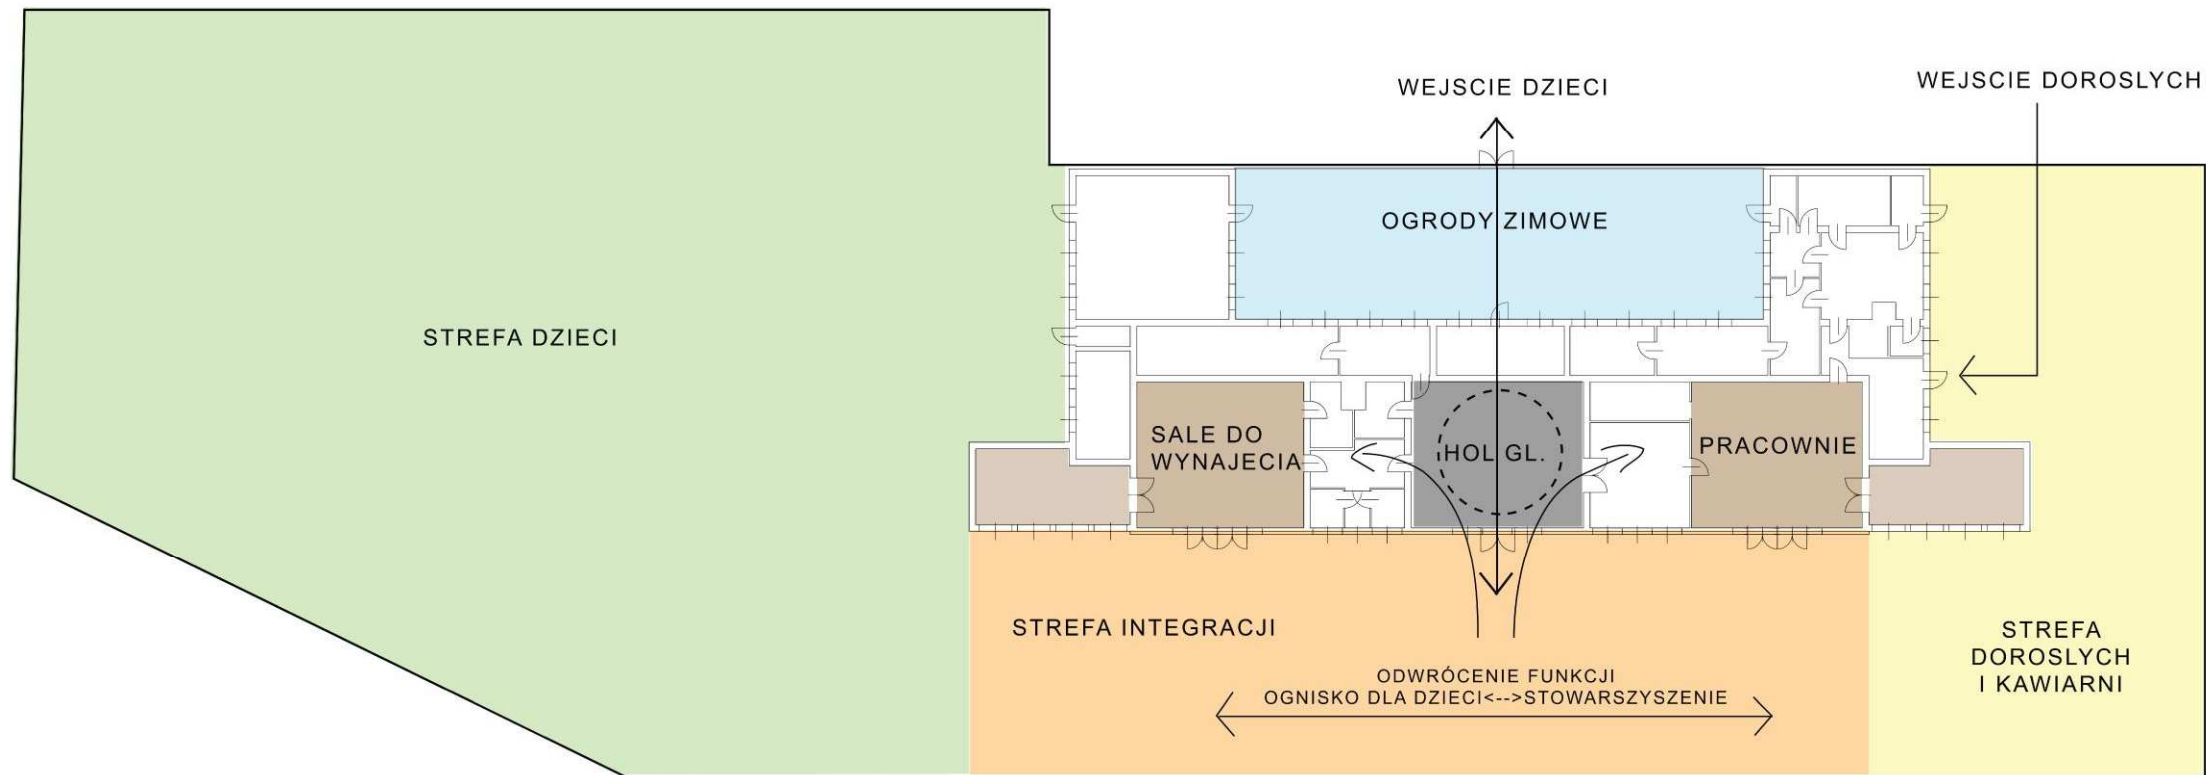 WEJSCIE DZIECI
WEJSCIE DOROSLYCH
OGRODY ZIMOWE
STREFA DZIECI
SALE DO
WYNAJECIA
HOL GL.
PRACOWNIE
STREFA INTEGRACJI
STREFA
DOROSLYCH
I KAWIARNI
ODWRÓCENIE FUNKCJI
OGNISKO DLA DZIECI<-->STOWARSZYSZENIE